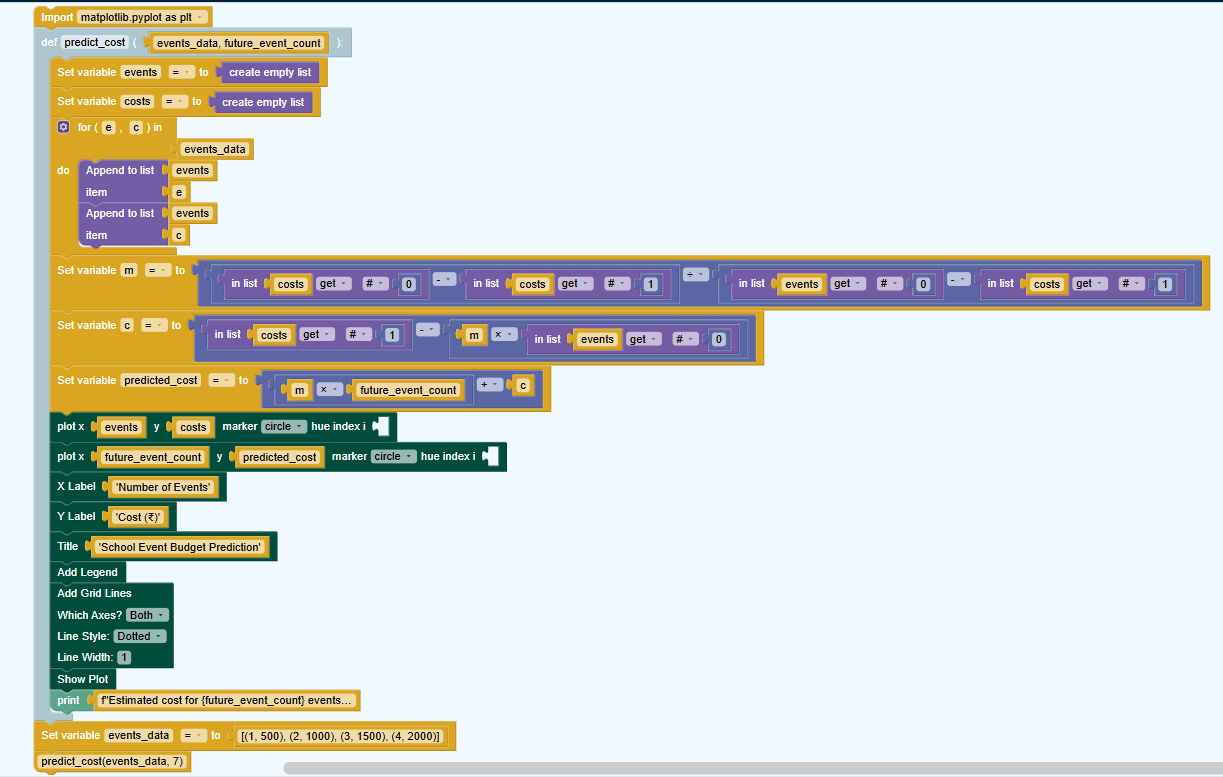 Import matplotlib.pyplot as plt
def predict_cost ( events_data, future_event_count ):
Set variable events = to create empty list
Set variable costs = to create empty list
for ( e , c ) in
events_data
do Append to list events
item e
Append to list events
item c
Set variable m = to in list costs get # 0 - in list costs get # 1 ÷ in list events get # 0 - in list costs get # 1
Set variable c = to in list costs get # 1 - m × in list events get # 0
Set variable predicted_cost = to m × future_event_count + c
plot x events y costs marker circle hue index i
plot x future_event_count y predicted_cost marker circle hue index i
X Label 'Number of Events'
Y Label 'Cost (₹)'
Title 'School Event Budget Prediction'
Add Legend
Add Grid Lines
Which Axes? Both
Line Style: Dotted
Line Width: 1
Show Plot
print f"Estimated cost for {future_event_count} events...
Set variable events_data = to [(1, 500), (2, 1000), (3, 1500), (4, 2000)]
predict_cost(events_data, 7)